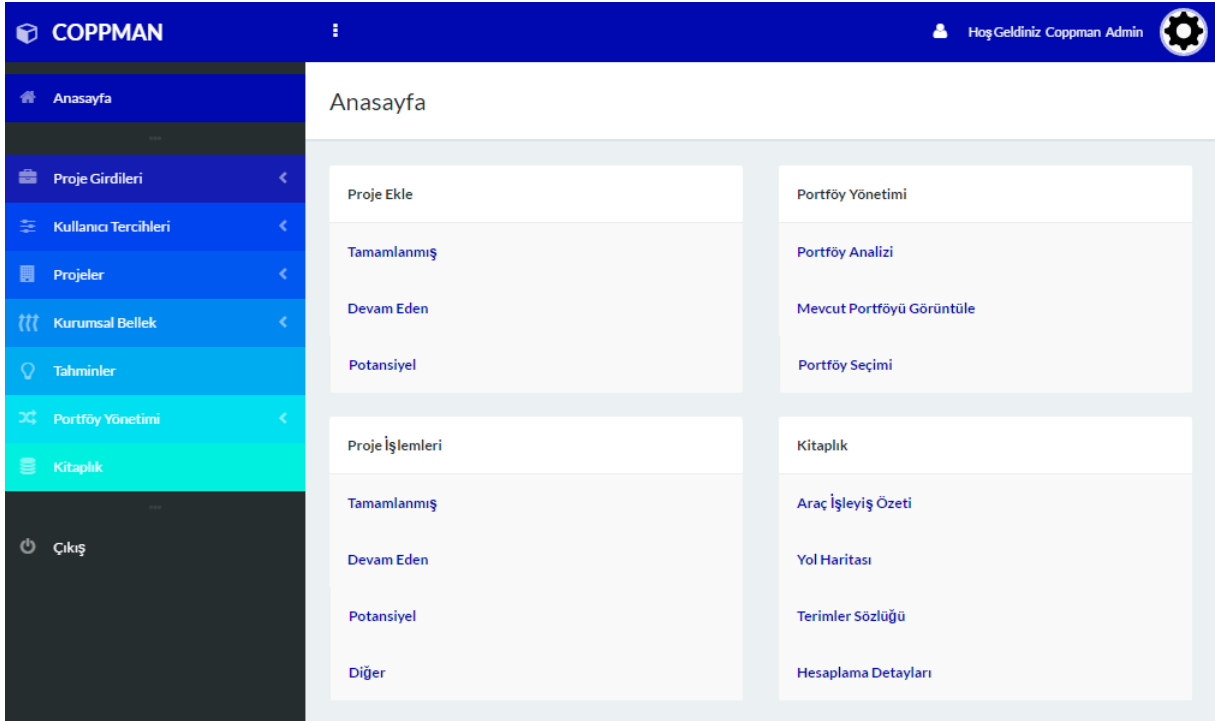 COPPMAN
Hoş Geldiniz Coppman Admin
Anasayfa
Proje Girdileri
Kullanıcı Tercihleri
Projeler
Kurumsal Bellek
Tahminler
Portföy Yönetimi
Kitaplık
Çıkış
Anasayfa
Proje Ekle
Tamamlanmış
Devam Eden
Potansiyel
Portföy Yönetimi
Portföy Analizi
Mevcut Portföyü Görüntüle
Portföy Seçimi
Proje İşlemleri
Tamamlanmış
Devam Eden
Potansiyel
Diğer
Kitaplık
Araç İşleyiş Özeti
Yol Haritası
Terimler Sözlüğü
Hesaplama Detayları